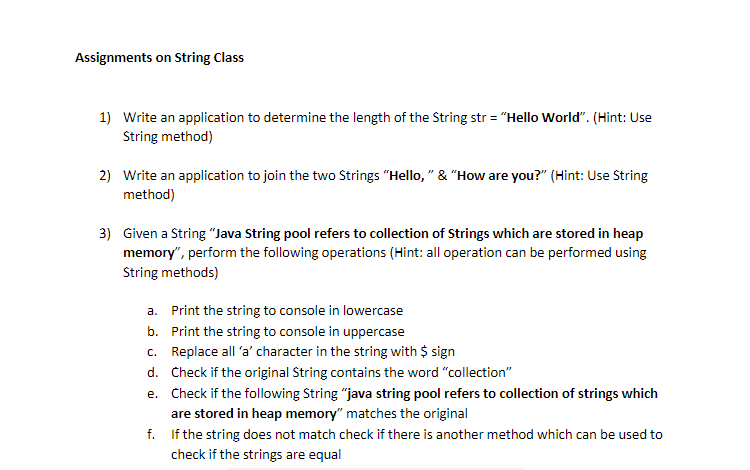 Assignments on String Class
1) Write an application to determine the length of the String str = “Hello World”. (Hint: Use
String method)
2) Write an application to join the two Strings “Hello, ” & “How are you?” (Hint: Use String
method)
3) Given a String “Java String pool refers to collection of Strings which are stored in heap
memory”, perform the following operations (Hint: all operation can be performed using
String methods)
a. Print the string to console in lowercase
b. Print the string to console in uppercase
c. Replace all ‘a’ character in the string with $ sign
d. Check if the original String contains the word “collection”
e. Check if the following String “java string pool refers to collection of strings which
are stored in heap memory” matches the original
f. If the string does not match check if there is another method which can be used to
check if the strings are equal